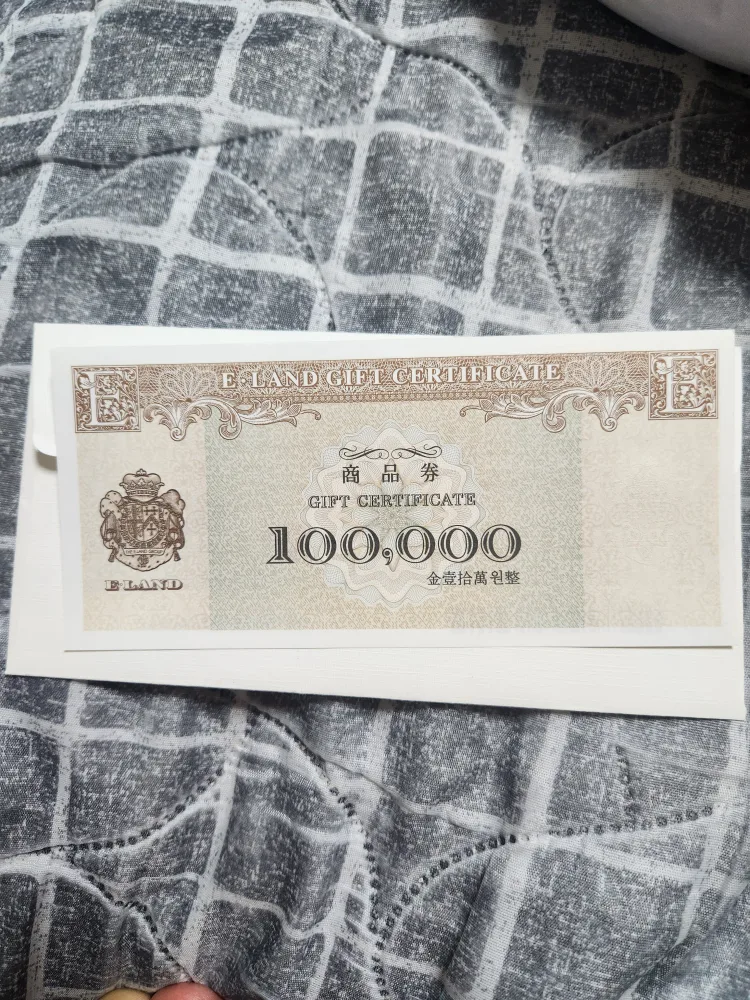 E·LAND GIFT CERTIFICATE
E
E
商品券
GIFT CERTIFICATE
100,000
金壹拾萬원整
E·LAND